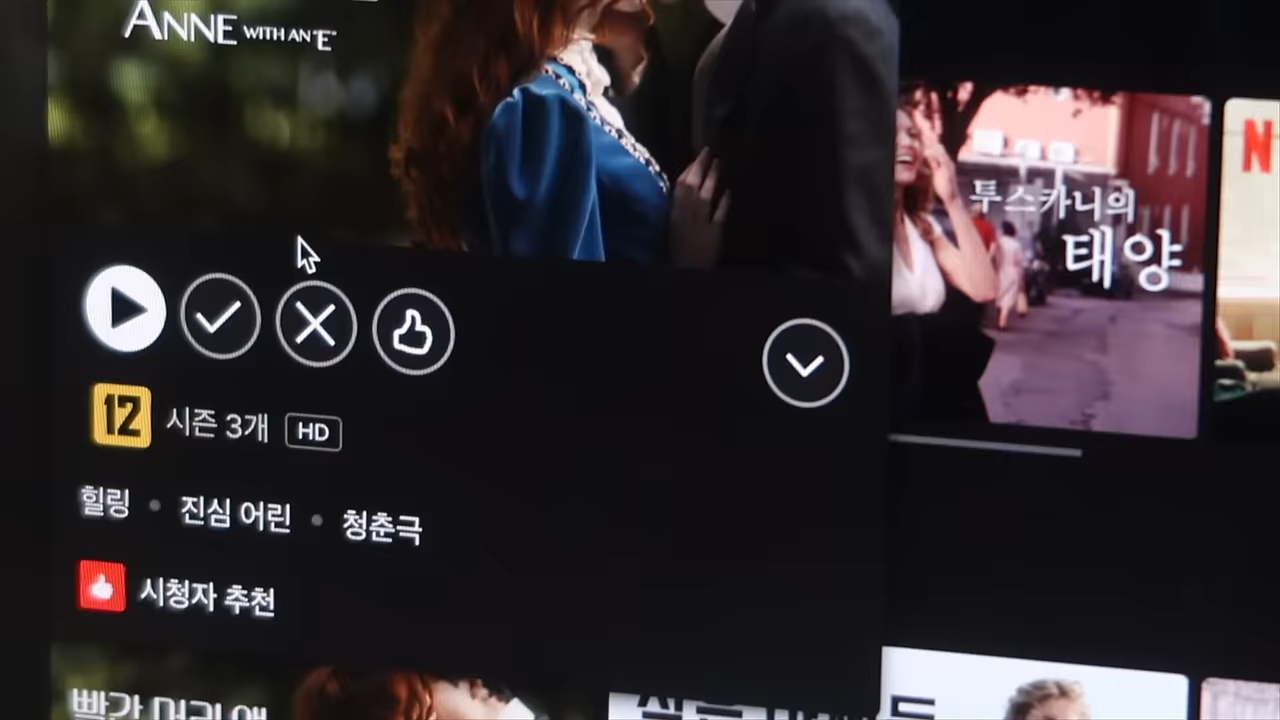 ANNE WITH AN "E"
투스카니의
태양
N
12 시즌 3개 HD
힐링 • 진심 어린 • 청춘극
시청자 추천
빨간 머리 앤